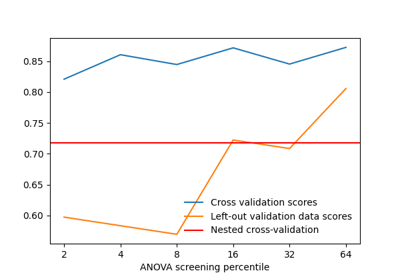 0.85
0.80
0.75
0.70
0.65
0.60
Cross validation scores
Left-out validation data scores
Nested cross-validation
2 4 8 16 32 64
ANOVA screening percentile